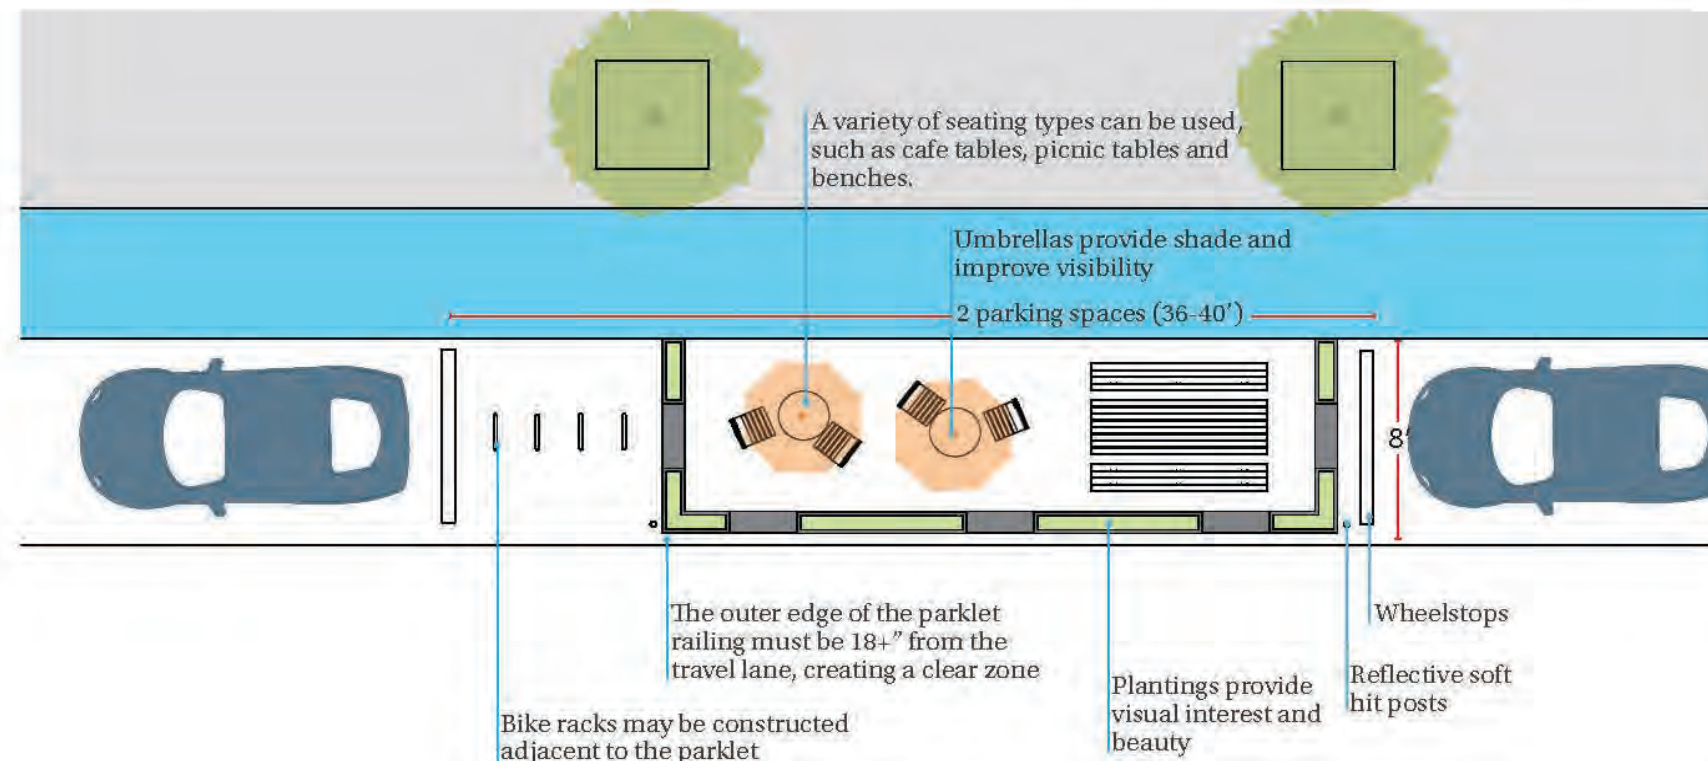 A variety of seating types can be used,
such as cafe tables, picnic tables and
benches.
Umbrellas provide shade and
improve visibility
2 parking spaces (36-40’)
8’
The outer edge of the parklet
railing must be 18+” from the
travel lane, creating a clear zone
Wheelstops
Reflective soft
hit posts
Plantings provide
visual interest and
beauty
Bike racks may be constructed
adjacent to the parklet